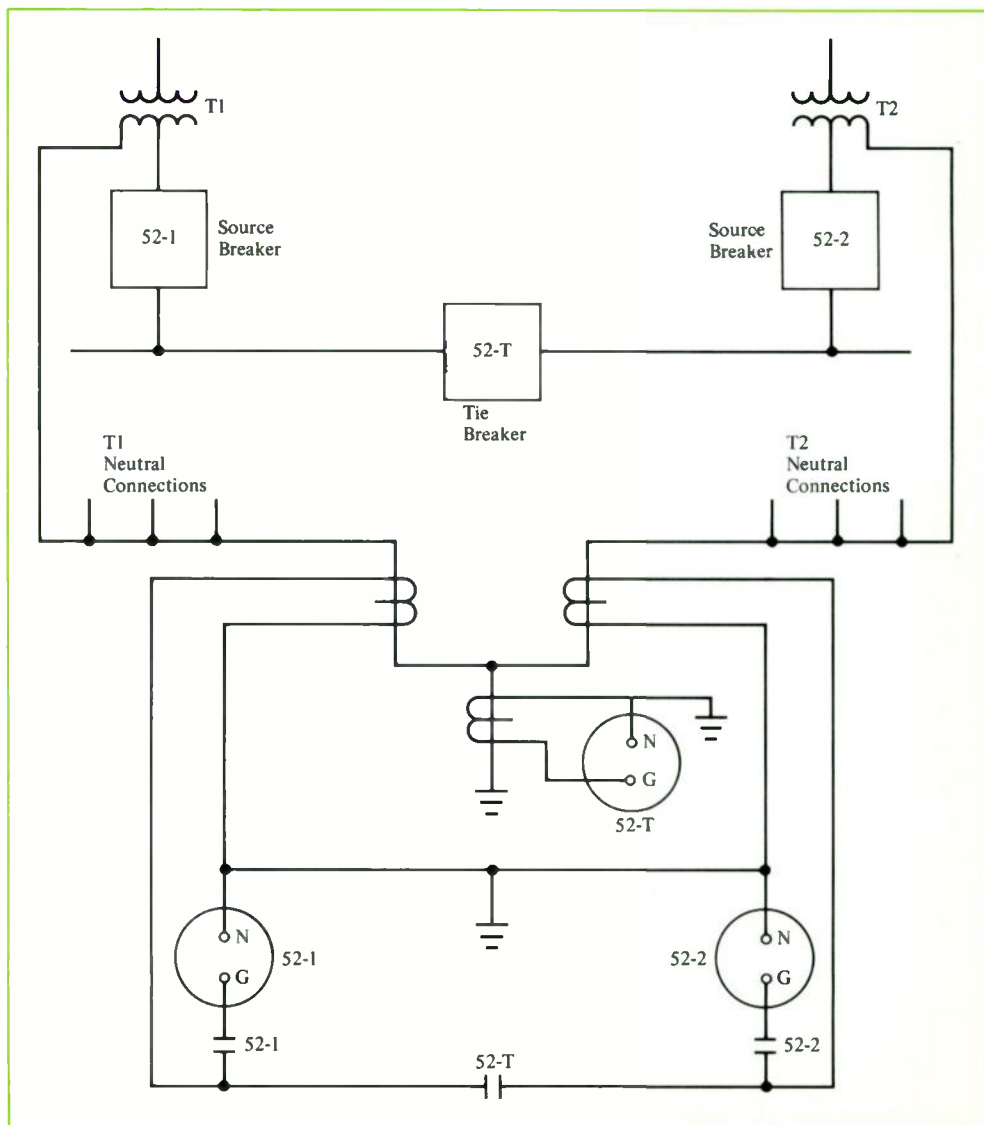 T1
T2
52-1
Source
Breaker
Source
Breaker
52-2
52-T
Tie
Breaker
T1
Neutral
Connections
T2
Neutral
Connections
N
G
52-T
N
G
52-1
52-2
N
G
52-1
52-T
52-2